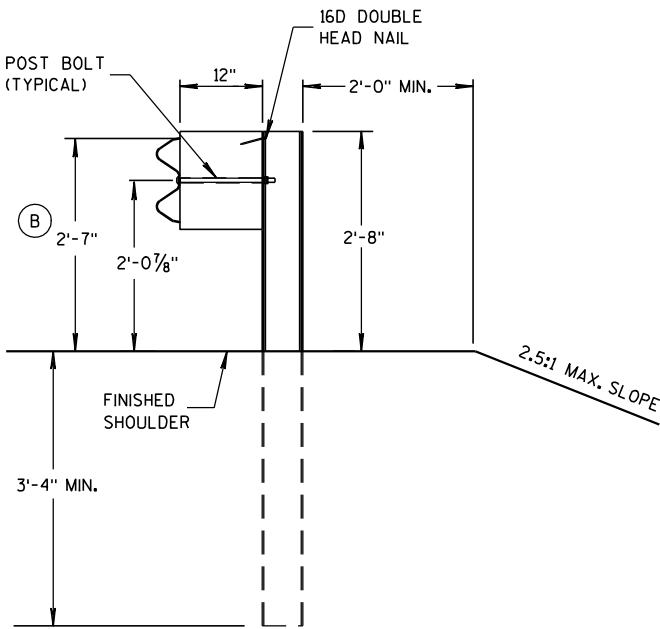 16D DOUBLE
HEAD NAIL
POST BOLT
(TYPICAL)
12"
2'-0" MIN.
B
2'-7"
2'-8"
2'-0⅞"
2.5:1 MAX. SLOPE
FINISHED
SHOULDER
3'-4" MIN.